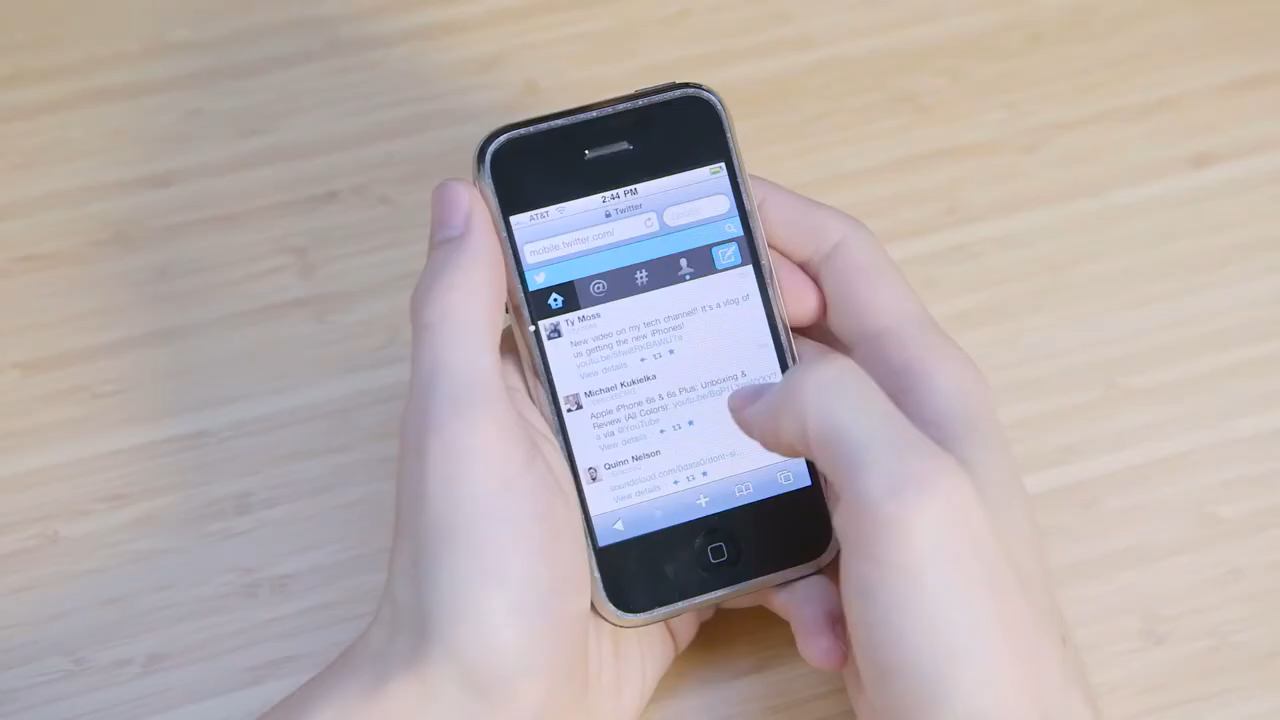 AT&T
2:44 PM
Twitter
mobile.twitter.com/
@ #
Ty Moss
New video on my tech channel!! It's a vlog of
us getting the new iPhones!
View details
Michael Kukielka
Apple iPhone 6s & 6s Plus: Unboxing &
Review (All Colors):
a via @YouTube
View details
Quinn Nelson
View details